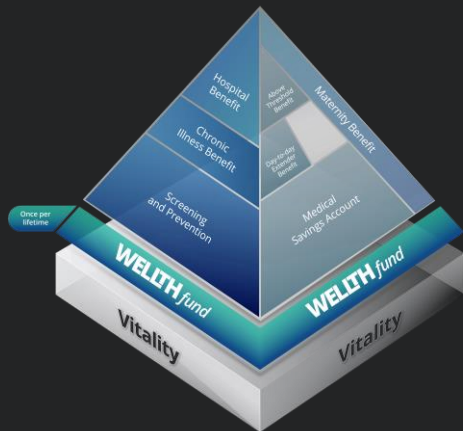 Hospital
Benefit
Above
Threshold
Benefit
Maternity Benefit
Chronic
Illness Benefit
Day-to-day
Extender
Benefit
Screening
and Prevention
Medical
Savings Account
Once per
lifetime
WELLTH fund
WELLTH fund
Vitality
Vitality